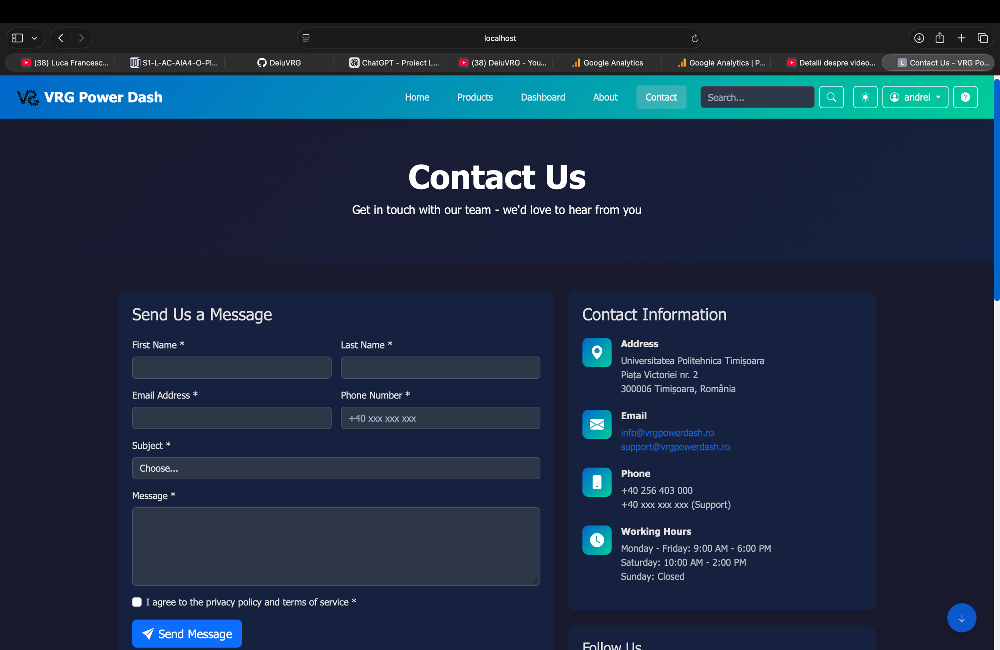 localhost
(38) Luca Francesc...
S1-L-AC-AIA4-O-PI...
DeiuVRG
ChatGPT - Proiect L...
(38) DeiuVRG - You...
Google Analytics
Google Analytics | P...
Detalii despre video...
L Contact Us - VRG Po...
VRG Power Dash
Home
Products
Dashboard
About
Contact
Search...
andrei
?
Contact Us
Get in touch with our team - we'd love to hear from you
Send Us a Message
First Name *
Last Name *
Email Address *
Phone Number *
+40 xxx xxx xxx
Subject *
Choose...
Message *
I agree to the privacy policy and terms of service *
Send Message
Contact Information
Address
Universitatea Politehnica Timișoara
Piața Victoriei nr. 2
300006 Timișoara, România
Email
info@vrgpowerdash.ro
support@vrgpowerdash.ro
Phone
+40 256 403 000
+40 xxx xxx xxx (Support)
Working Hours
Monday - Friday: 9:00 AM - 6:00 PM
Saturday: 10:00 AM - 2:00 PM
Sunday: Closed
Follow Us